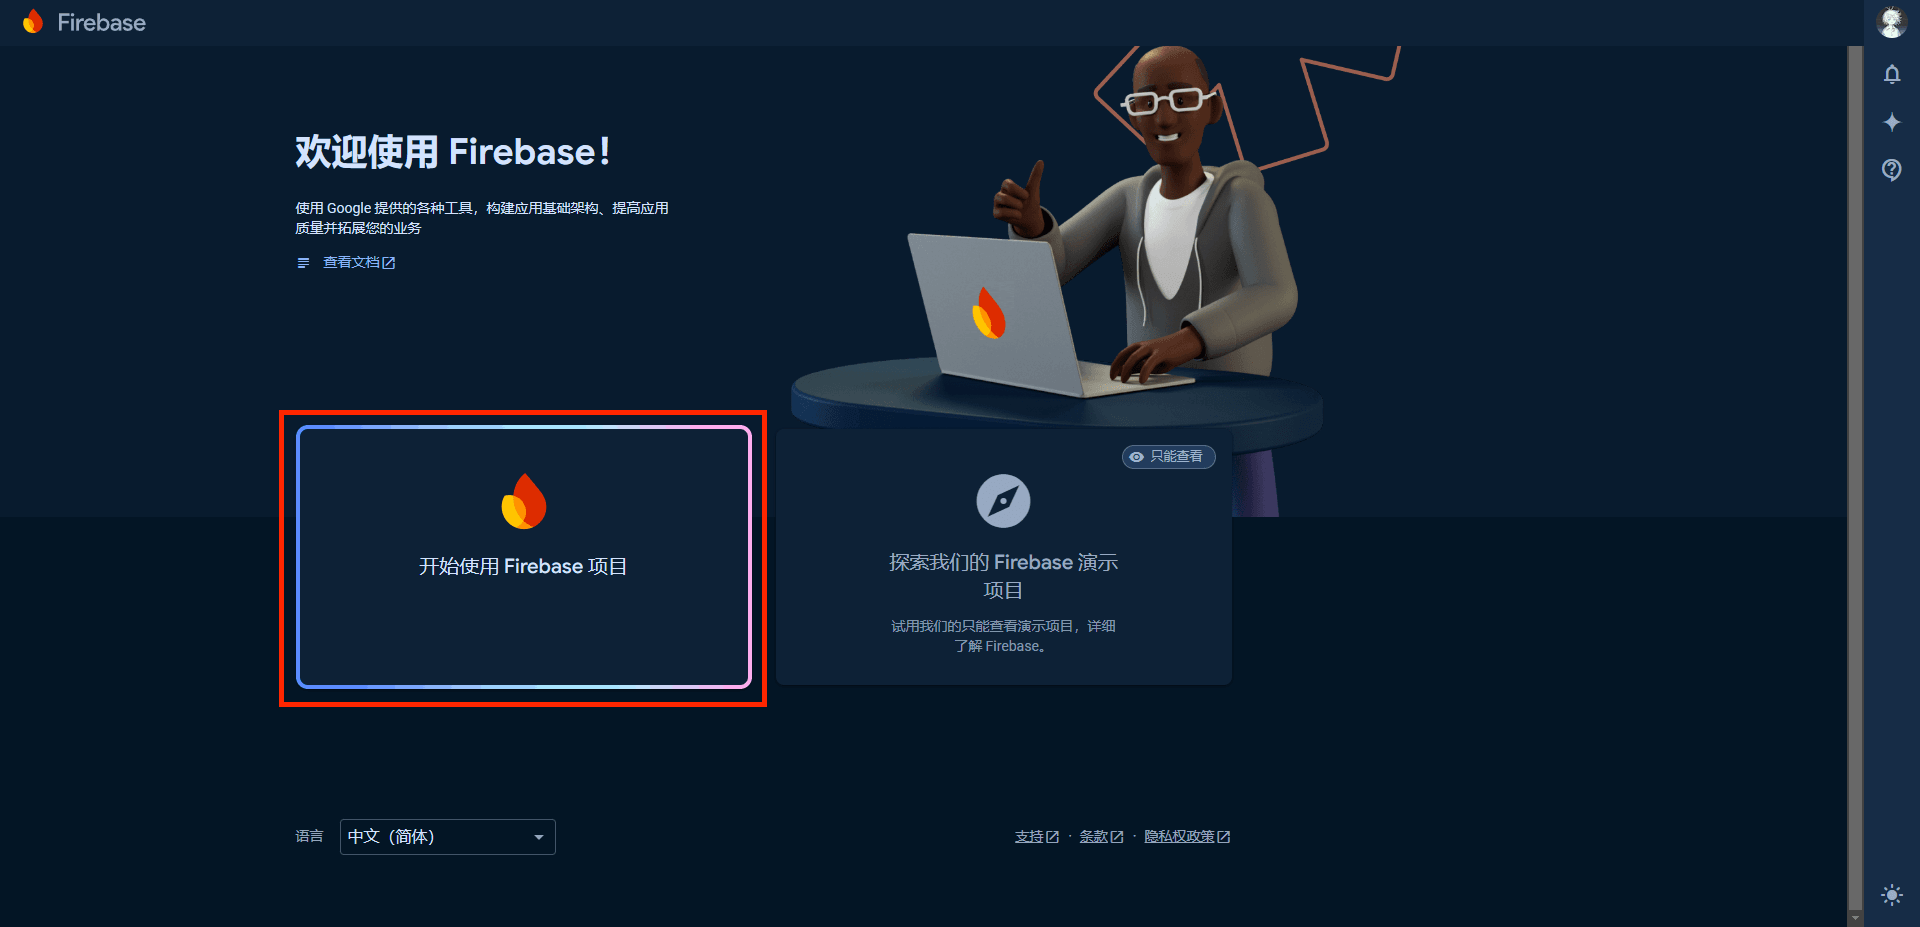 Firebase
欢迎使用 Firebase！
使用 Google 提供的各种工具，构建应用基础架构、提高应用
质量并拓展您的业务
查看文档
开始使用 Firebase 项目
只能查看
探索我们的 Firebase 演示
项目
试用我们的只能查看演示项目，详细
了解 Firebase。
语言 中文（简体）
支持 · 条款 · 隐私权政策